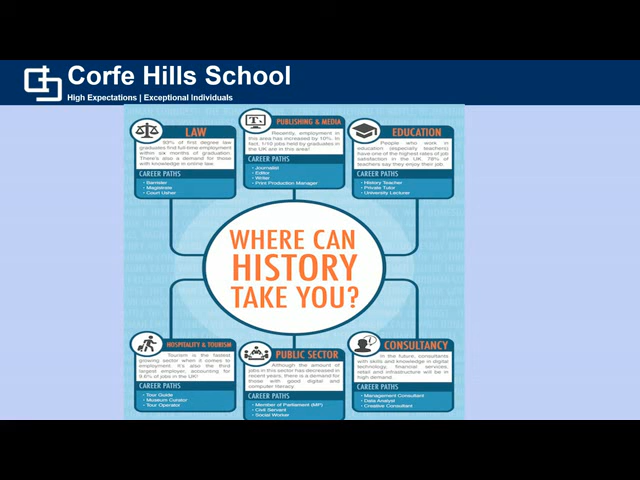 Corfe Hills School
High Expectations | Exceptional Individuals
LAW
93% of first degree law
graduates find full-time employment
within six months of graduation.
There's also a demand for those
with knowledge in online law.
CAREER PATHS
• Barrister
• Magistrate
• Court Usher
PUBLISHING & MEDIA
Recently, employment in
this area has increased by 10%. In
fact, 1/10 jobs held by graduates in
the UK are in this area!
CAREER PATHS
• Journalist
• Editor
• Writer
• Print Production Manager
EDUCATION
People who work in
education (especially teachers)
have one of the highest rates of job
satisfaction in the UK. 78% of
teachers say they enjoy their job.
CAREER PATHS
• History Teacher
• Private Tutor
• University Lecturer
WHERE CAN
HISTORY
TAKE YOU?
HOSPITALITY & TOURISM
Tourism is the fastest
growing sector when it comes to
employment. It's also the third
largest employer, accounting for
9.6% of jobs in the UK!
CAREER PATHS
• Tour Guide
• Museum Curator
• Tour Operator
PUBLIC SECTOR
Although the amount of
jobs in this sector has decreased in
recent years, there is a demand for
those with good digital and
computer literacy.
CAREER PATHS
• Member of Parliament (MP)
• Civil Servant
• Social Worker
CONSULTANCY
In the future, consultants
with skills and knowledge in digital
technology, financial services,
retail and infrastructure will be in
high demand.
CAREER PATHS
• Management Consultant
• Data Analyst
• Creative Consultant